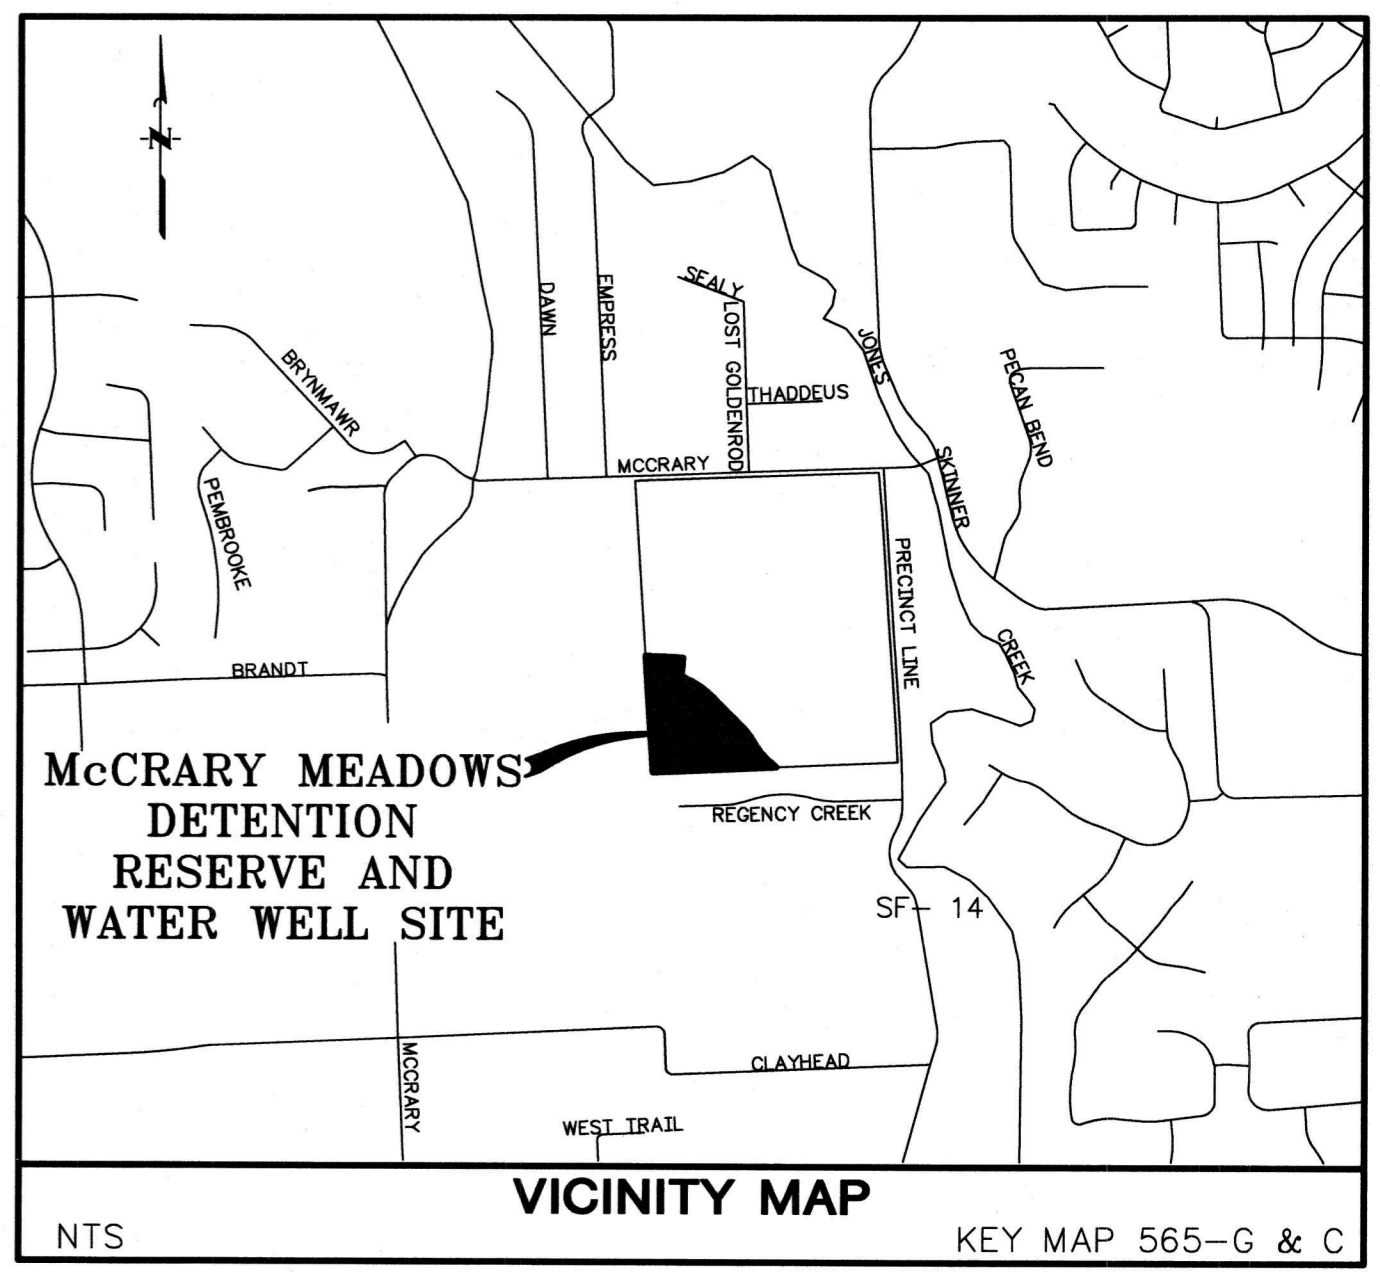 N
SEALY
DAWN
EMPRESS
LOST GOLDENROD
JONES
BRYNMAWR
THADDEUS
PECAN BEND
MCCRARY
SKINNER
PEMBROOKE
PRECINCT LINE
CREEK
BRANDT
McCRARY MEADOWS
DETENTION
RESERVE AND
WATER WELL SITE
REGENCY CREEK
SF- 14
MCCRARY
CLAYHEAD
WEST TRAIL
VICINITY MAP
NTS
KEY MAP 565-G & C